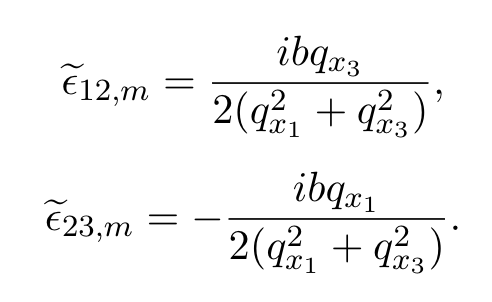 $\widetilde{\epsilon}_{12,m} = \frac{ibq_{x_3}}{2(q_{x_1}^2 + q_{x_3}^2)},$
$\widetilde{\epsilon}_{23,m} = -\frac{ibq_{x_1}}{2(q_{x_1}^2 + q_{x_3}^2)}.$